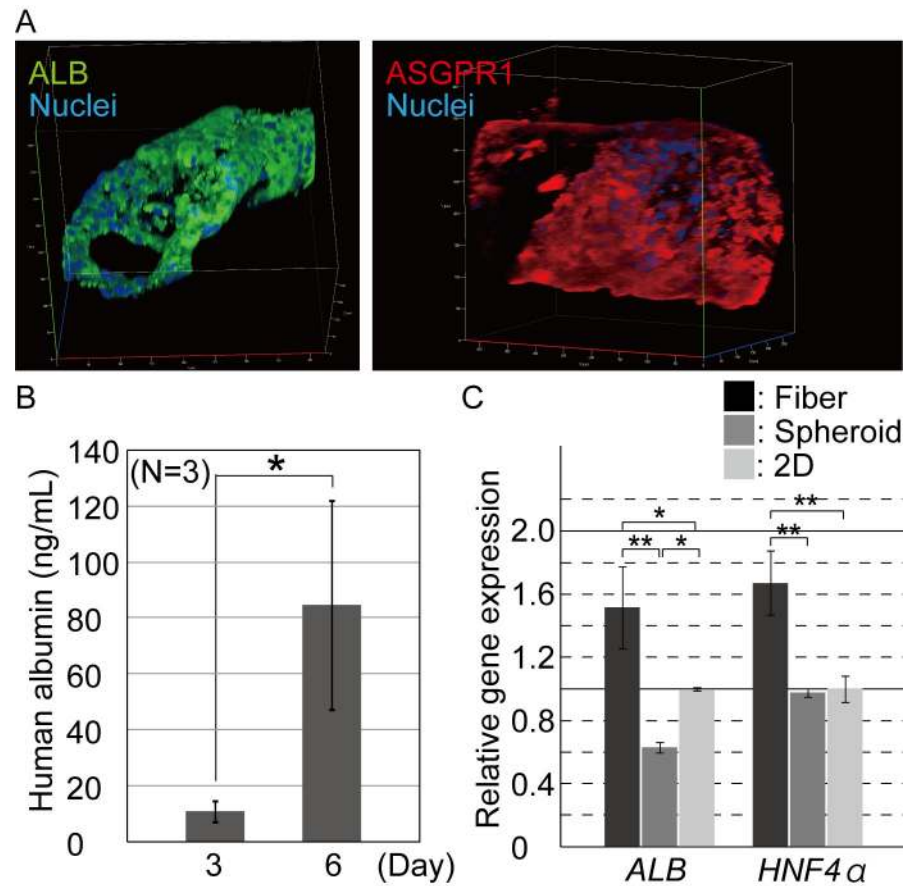 A
ALB
Nuclei
ASGPR1
Nuclei
B
Human albumin (ng/mL)
140
120
100
80
60
40
20
0
(N=3)
*
3 6 (Day)
C
: Fiber
: Spheroid
: 2D
Relative gene expression
2.0
1.6
1.2
0.8
0.4
0
*
** *
**
**
ALB HNF4α